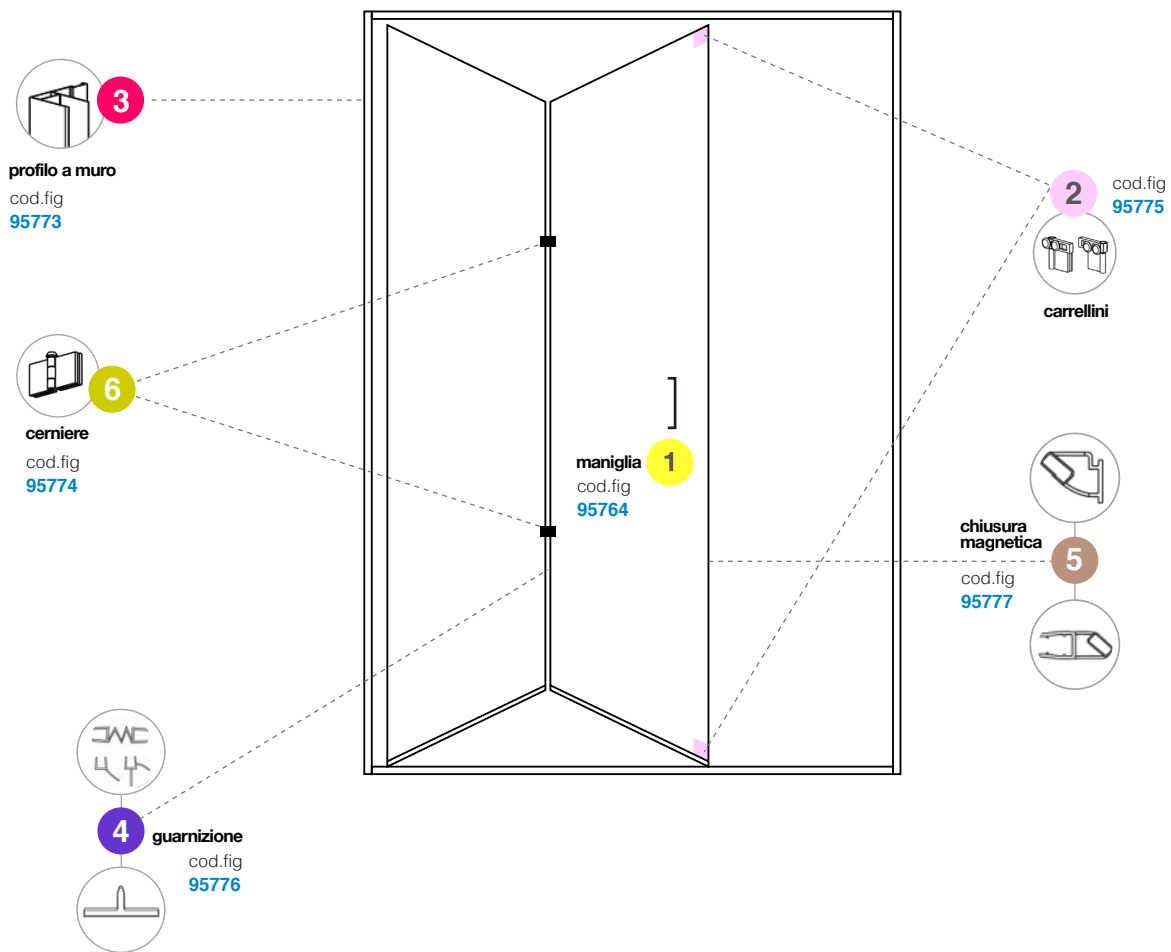 3
profilo a muro
cod.fig
95773
2
cod.fig
95775
carrellini
6
cerniere
cod.fig
95774
maniglia
1
cod.fig
95764
chiusura
magnetica
5
cod.fig
95777
4
guarnizione
cod.fig
95776